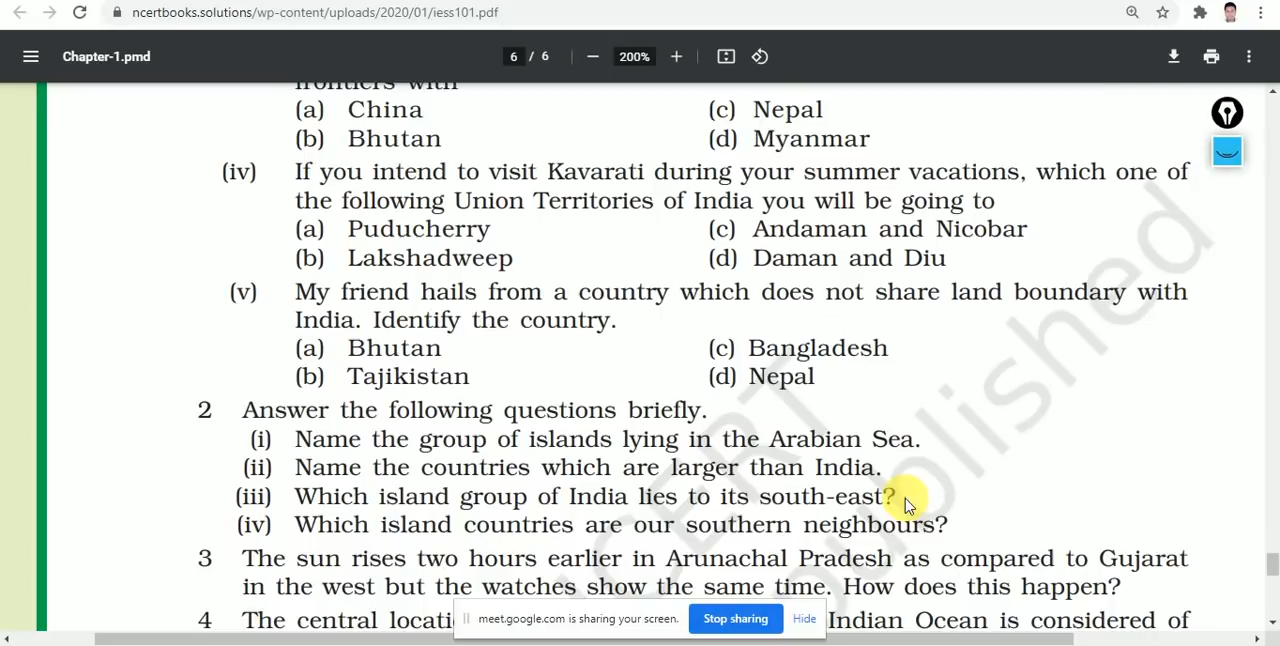 ncertbooks.solutions/wp-content/uploads/2020/01/iess101.pdf
Chapter-1.pmd
6 / 6
200%
frontiers with
(a) China (c) Nepal
(b) Bhutan (d) Myanmar
(iv) If you intend to visit Kavarati during your summer vacations, which one of
the following Union Territories of India you will be going to
(a) Puducherry (c) Andaman and Nicobar
(b) Lakshadweep (d) Daman and Diu
(v) My friend hails from a country which does not share land boundary with
India. Identify the country.
(a) Bhutan (c) Bangladesh
(b) Tajikistan (d) Nepal
2 Answer the following questions briefly.
(i) Name the group of islands lying in the Arabian Sea.
(ii) Name the countries which are larger than India.
(iii) Which island group of India lies to its south-east?
(iv) Which island countries are our southern neighbours?
3 The sun rises two hours earlier in Arunachal Pradesh as compared to Gujarat
in the west but the watches show the same time. How does this happen?
4 The central Indian Ocean is considered of
meet.google.com is sharing your screen. Stop sharing Hide
NCERT
published